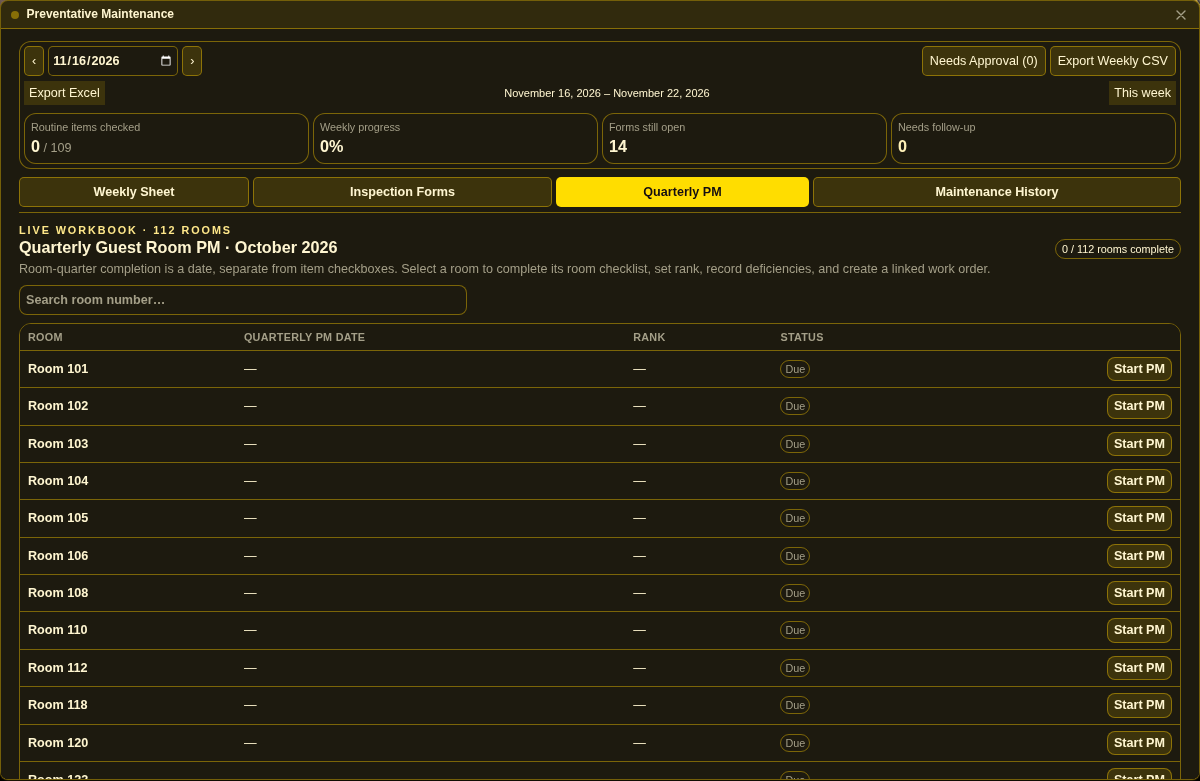 Preventative Maintenance
‹ 11/16/2026 › Needs Approval (0) Export Weekly CSV
Export Excel November 16, 2026 – November 22, 2026 This week
Routine items checked Weekly progress Forms still open Needs follow-up
0 / 109 0% 14 0
Weekly Sheet Inspection Forms Quarterly PM Maintenance History
LIVE WORKBOOK · 112 ROOMS
Quarterly Guest Room PM · October 2026 0 / 112 rooms complete
Room-quarter completion is a date, separate from item checkboxes. Select a room to complete its room checklist, set rank, record deficiencies, and create a linked work order.
Search room number…
ROOM QUARTERLY PM DATE RANK STATUS
Room 101 — — Due Start PM
Room 102 — — Due Start PM
Room 103 — — Due Start PM
Room 104 — — Due Start PM
Room 105 — — Due Start PM
Room 106 — — Due Start PM
Room 108 — — Due Start PM
Room 110 — — Due Start PM
Room 112 — — Due Start PM
Room 118 — — Due Start PM
Room 120 — — Due Start PM
Room Due Start PM